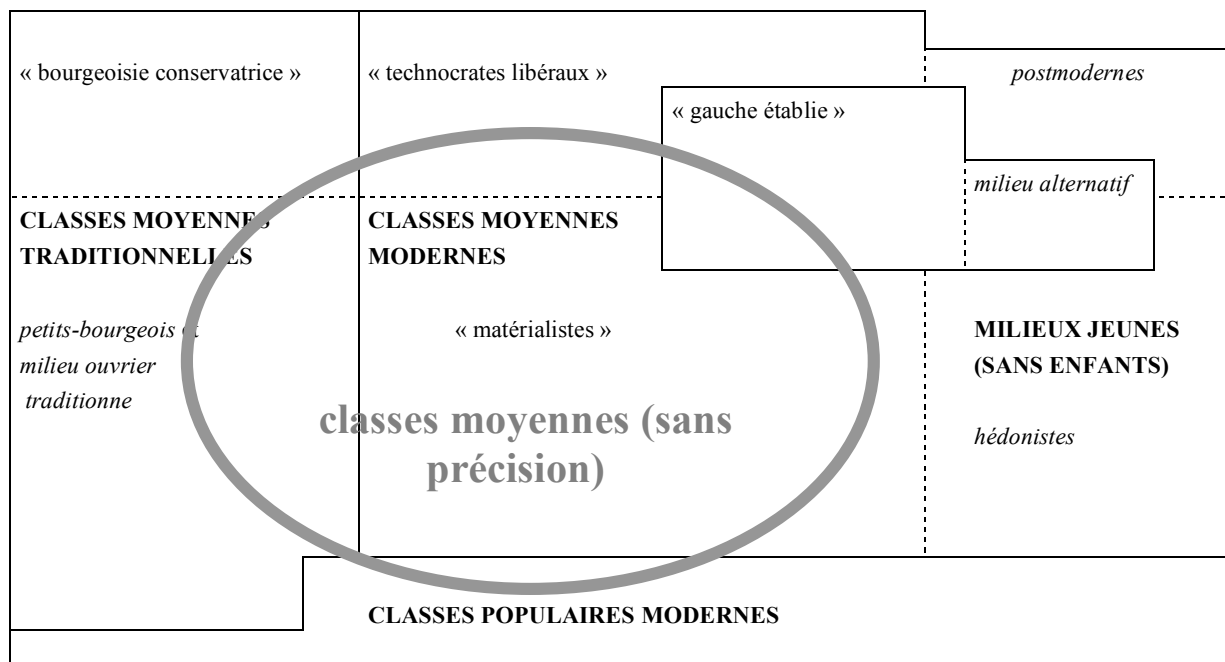 « bourgeoisie conservatrice »
« technocrates libéraux »
postmodernes
« gauche établie »
milieu alternatif
CLASSES MOYENNES
TRADITIONNELLES
CLASSES MOYENNES
MODERNES
petits-bourgeois et
milieu ouvrier
traditionne
« matérialistes »
MILIEUX JEUNES
(SANS ENFANTS)
classes moyennes (sans
précision)
hédonistes
CLASSES POPULAIRES MODERNES